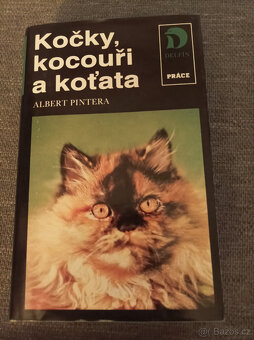 Kočky,
kocouři
a koťata
ALBERT PINTERA
DELFÍN
PRÁCE
Bazos.cz